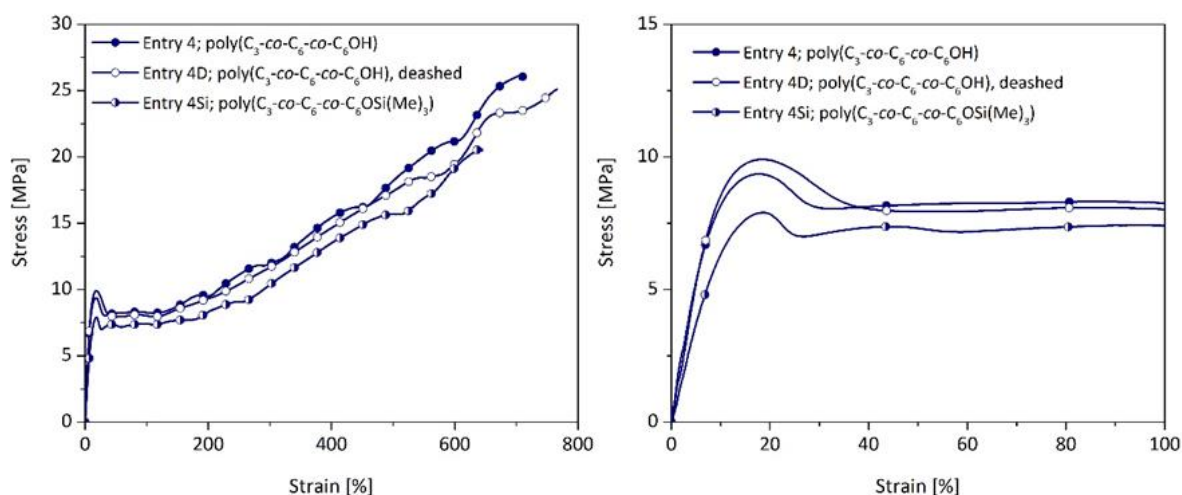 30
25
20
15
10
5
0
Stress [MPa]
Entry 4; poly(C₃-co-C₆-co-C₆OH)
Entry 4D; poly(C₃-co-C₆-co-C₆OH), deashed
Entry 4Si; poly(C₃-co-C₆-co-C₆OSi(Me)₃)
0 200 400 600 800
Strain [%]
15
10
5
0
Stress [MPa]
Entry 4; poly(C₃-co-C₆-co-C₆OH)
Entry 4D; poly(C₃-co-C₆-co-C₆OH), deashed
Entry 4Si; poly(C₃-co-C₆-co-C₆OSi(Me)₃)
0 20 40 60 80 100
Strain [%]